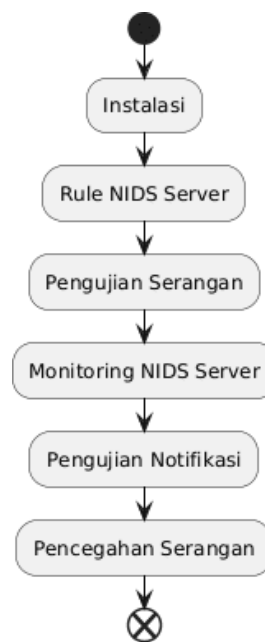 Instalasi
Rule NIDS Server
Pengujian Serangan
Monitoring NIDS Server
Pengujian Notifikasi
Pencegahan Serangan